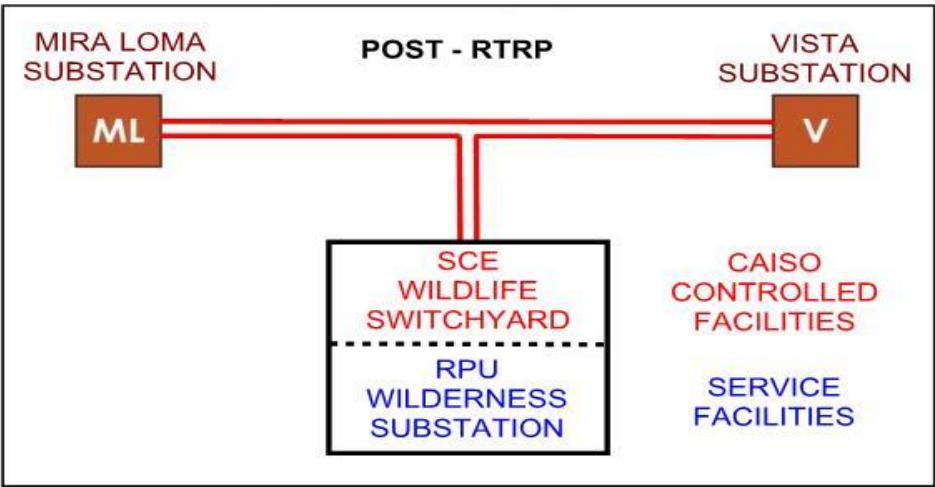 MIRA LOMA
SUBSTATION
POST - RTRP
VISTA
SUBSTATION
ML
V
SCE
WILDLIFE
SWITCHYARD
CAISO
CONTROLLED
FACILITIES
RPU
WILDERNESS
SUBSTATION
SERVICE
FACILITIES